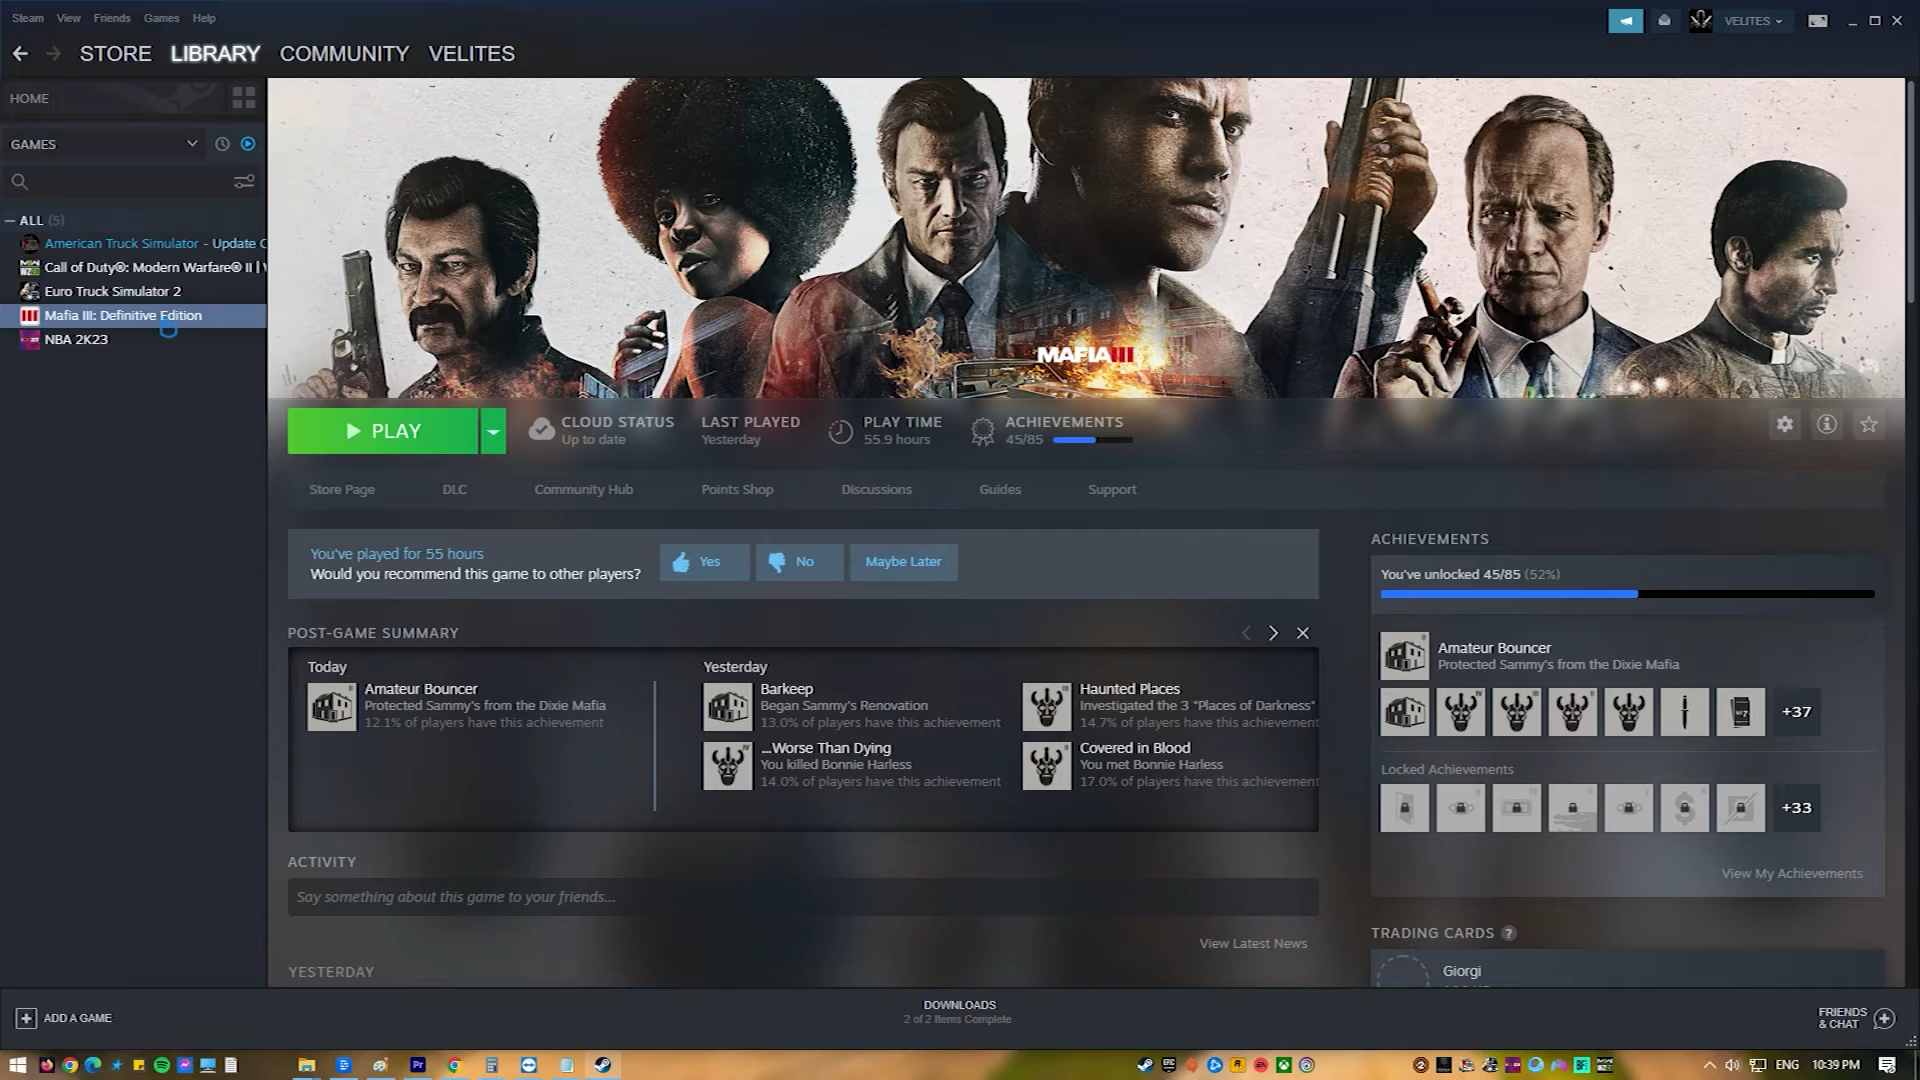 Steam View Friends Games Help
VELITES
STORE LIBRARY COMMUNITY VELITES
HOME
GAMES
ALL (5)
American Truck Simulator - Update
Call of Duty®: Modern Warfare® II |
Euro Truck Simulator 2
Mafia III: Definitive Edition
NBA 2K23
MAFIA III
PLAY
CLOUD STATUS
Up to date
LAST PLAYED
Yesterday
PLAY TIME
55.9 hours
ACHIEVEMENTS
45/85
Store Page DLC Community Hub Points Shop Discussions Guides Support
You've played for 55 hours
Would you recommend this game to other players?
Yes No Maybe Later
POST-GAME SUMMARY
Today
Amateur Bouncer
Protected Sammy's from the Dixie Mafia
12.1% of players have this achievement
Yesterday
Barkeep
Began Sammy's Renovation
13.0% of players have this achievement
...Worse Than Dying
You killed Bonnie Harless
14.0% of players have this achievement
Haunted Places
Investigated the 3 "Places of Darkness"
14.7% of players have this achievement
Covered in Blood
You met Bonnie Harless
17.0% of players have this achievement
ACTIVITY
Say something about this game to your friends...
View Latest News
YESTERDAY
ACHIEVEMENTS
You've unlocked 45/85 (52%)
Amateur Bouncer
Protected Sammy's from the Dixie Mafia
+37
Locked Achievements
+33
View My Achievements
TRADING CARDS ?
Giorgi
ADD A GAME
DOWNLOADS
2 of 2 Items Complete
FRIENDS
& CHAT
ENG 10:39 PM